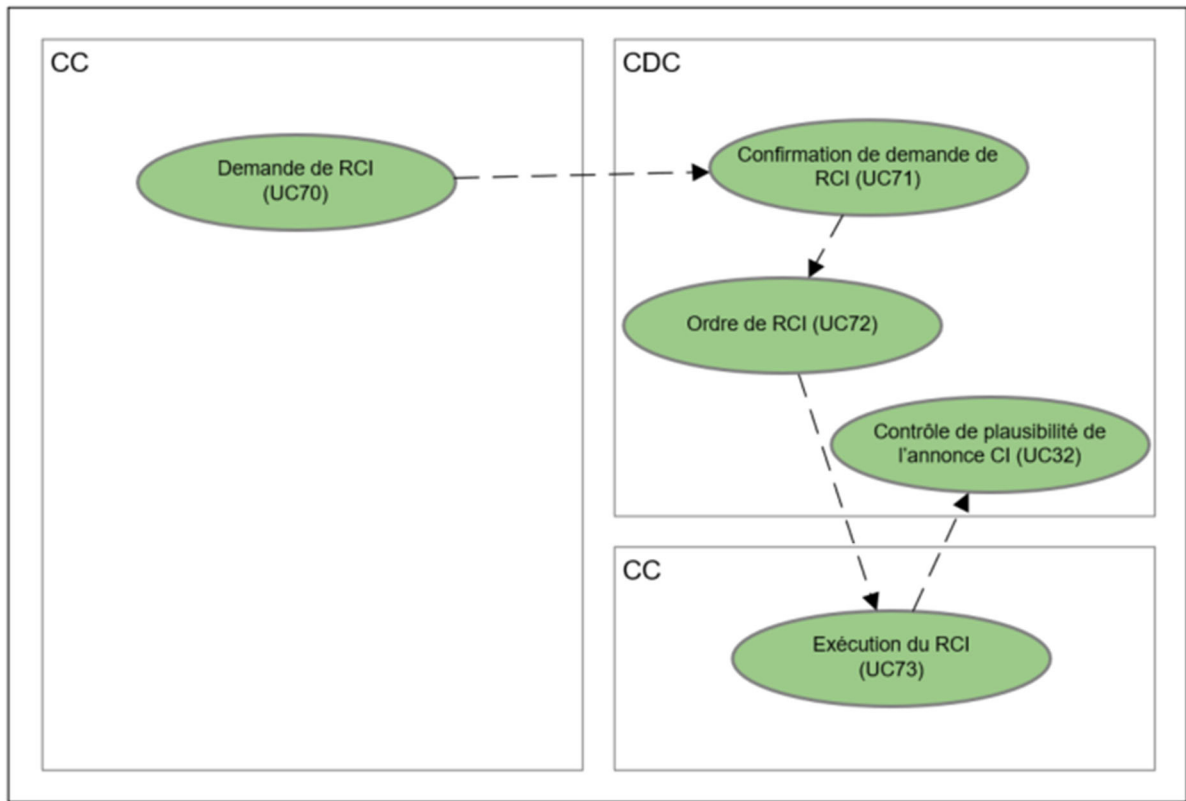 CC
Demande de RCI
(UC70)
CDC
Confirmation de demande de
RCI (UC71)
Ordre de RCI (UC72)
Contrôle de plausibilité de
l'annonce CI (UC32)
CC
Exécution du RCI
(UC73)